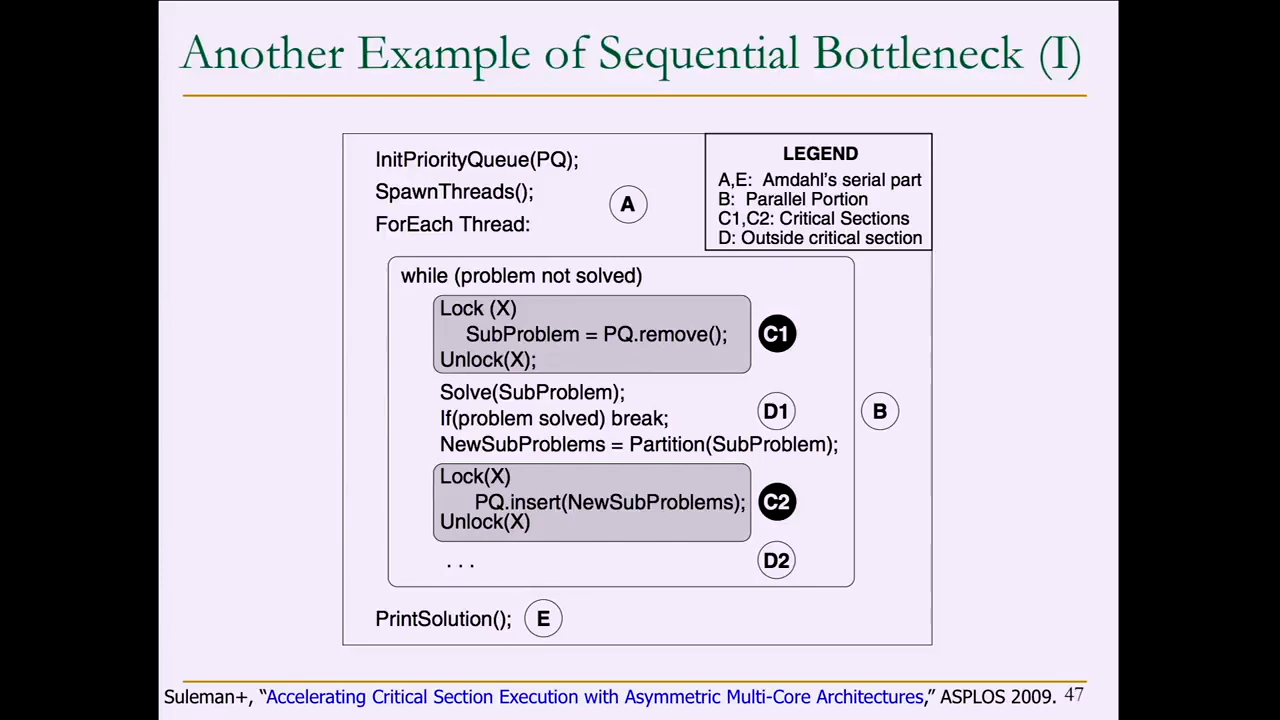 Another Example of Sequential Bottleneck (I)
InitPriorityQueue(PQ);
SpawnThreads();
ForEach Thread:
A
LEGEND
A,E: Amdahl's serial part
B: Parallel Portion
C1,C2: Critical Sections
D: Outside critical section
while (problem not solved)
Lock (X)
SubProblem = PQ.remove();
Unlock(X);
C1
Solve(SubProblem);
If(problem solved) break;
NewSubProblems = Partition(SubProblem);
D1
B
Lock(X)
PQ.insert(NewSubProblems);
Unlock(X)
C2
. . .
D2
PrintSolution();
E
Suleman+, “Accelerating Critical Section Execution with Asymmetric Multi-Core Architectures,” ASPLOS 2009.
47